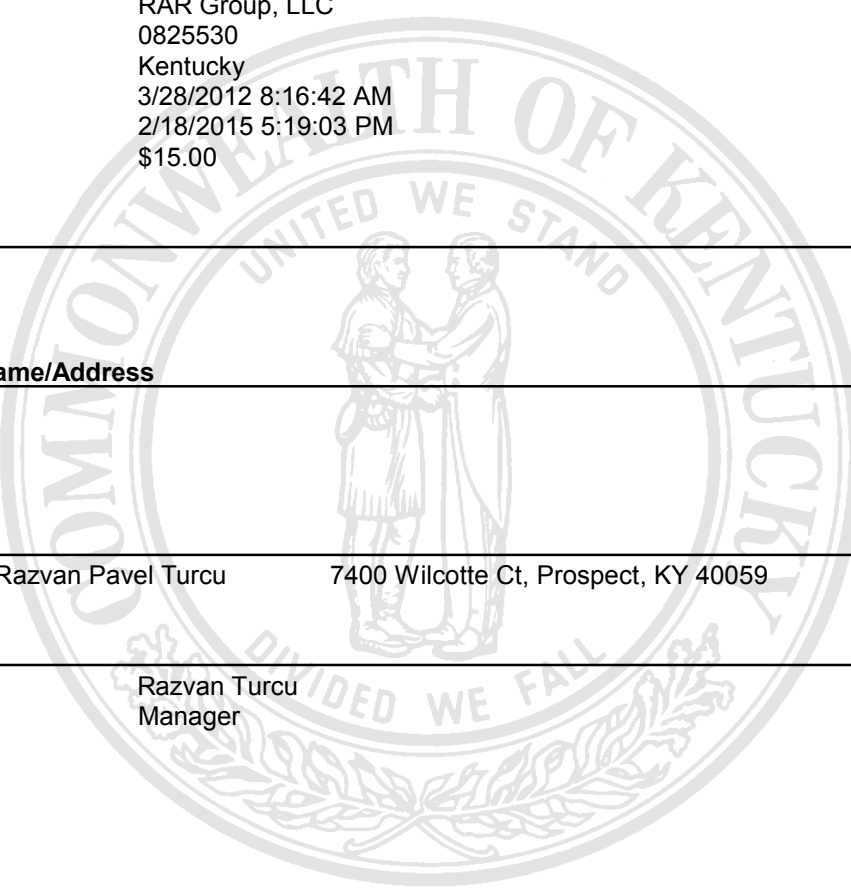 RAR Group, LLC
0825530
Kentucky
3/28/2012 8:16:42 AM
2/18/2015 5:19:03 PM
$15.00
COMMONWEALTH OF KENTUCKY
UNITED WE STAND
ame/Address
Razvan Pavel Turcu 7400 Wilcotte Ct, Prospect, KY 40059
DIVIDED WE FALL
Razvan Turcu
Manager